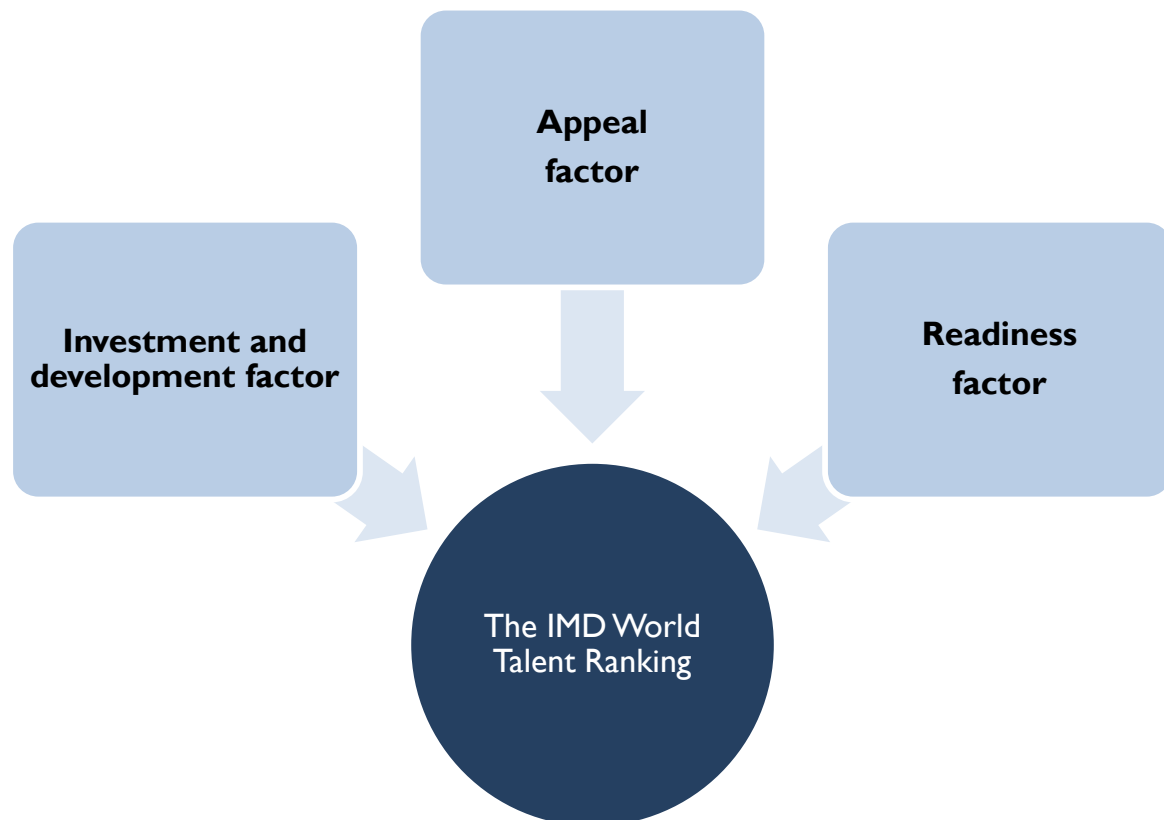 Appeal
factor
Investment and
development factor
Readiness
factor
The IMD World
Talent Ranking